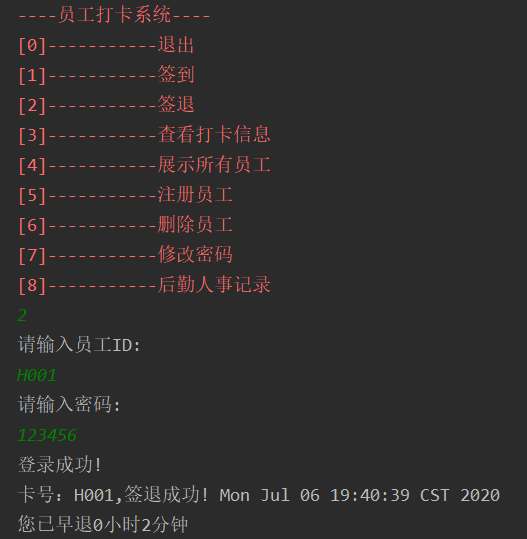 ----员工打卡系统----
[0]-----------退出
[1]-----------签到
[2]-----------签退
[3]-----------查看打卡信息
[4]-----------展示所有员工
[5]-----------注册员工
[6]-----------删除员工
[7]-----------修改密码
[8]-----------后勤人事记录
2
请输入员工ID:
H001
请输入密码:
123456
登录成功!
卡号：H001,签退成功! Mon Jul 06 19:40:39 CST 2020
您已早退0小时2分钟